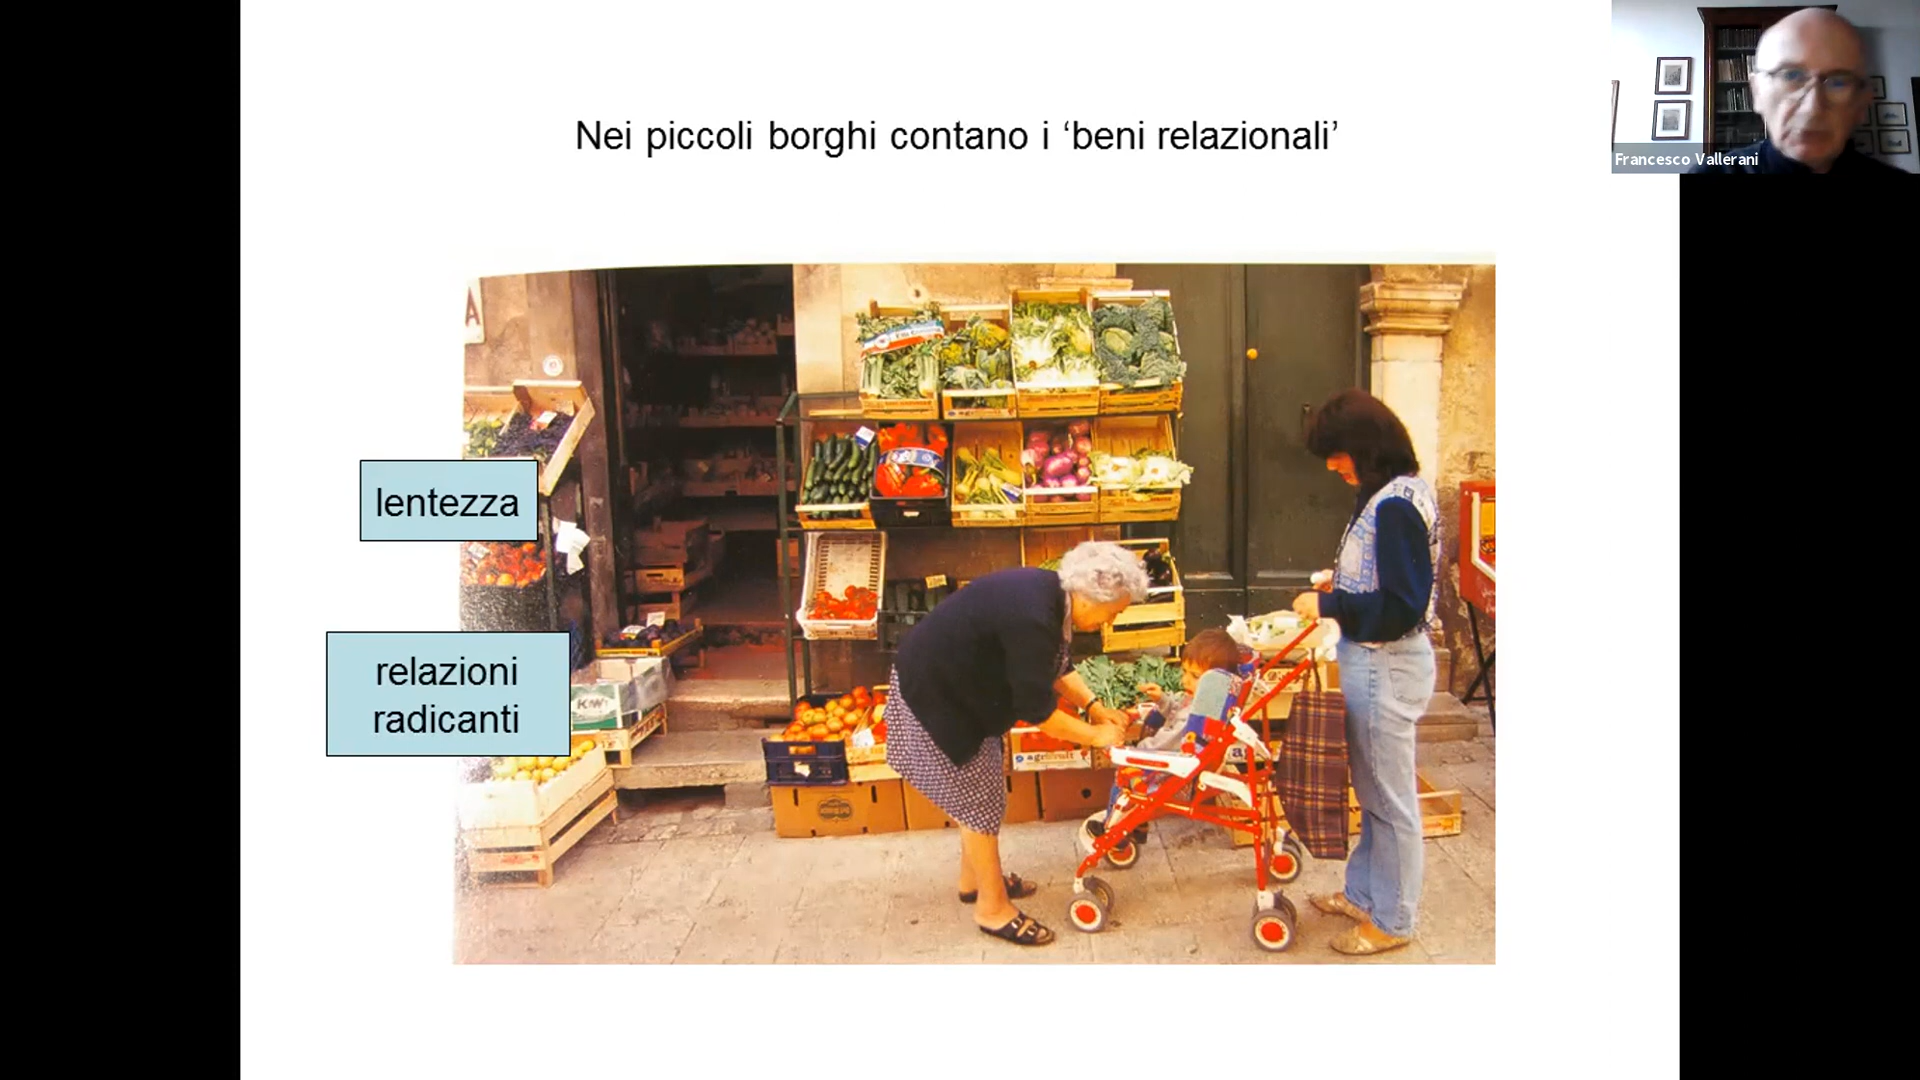 Nei piccoli borghi contano i ‘beni relazionali’
Francesco Vallerani
A
lentezza
relazioni
radicanti